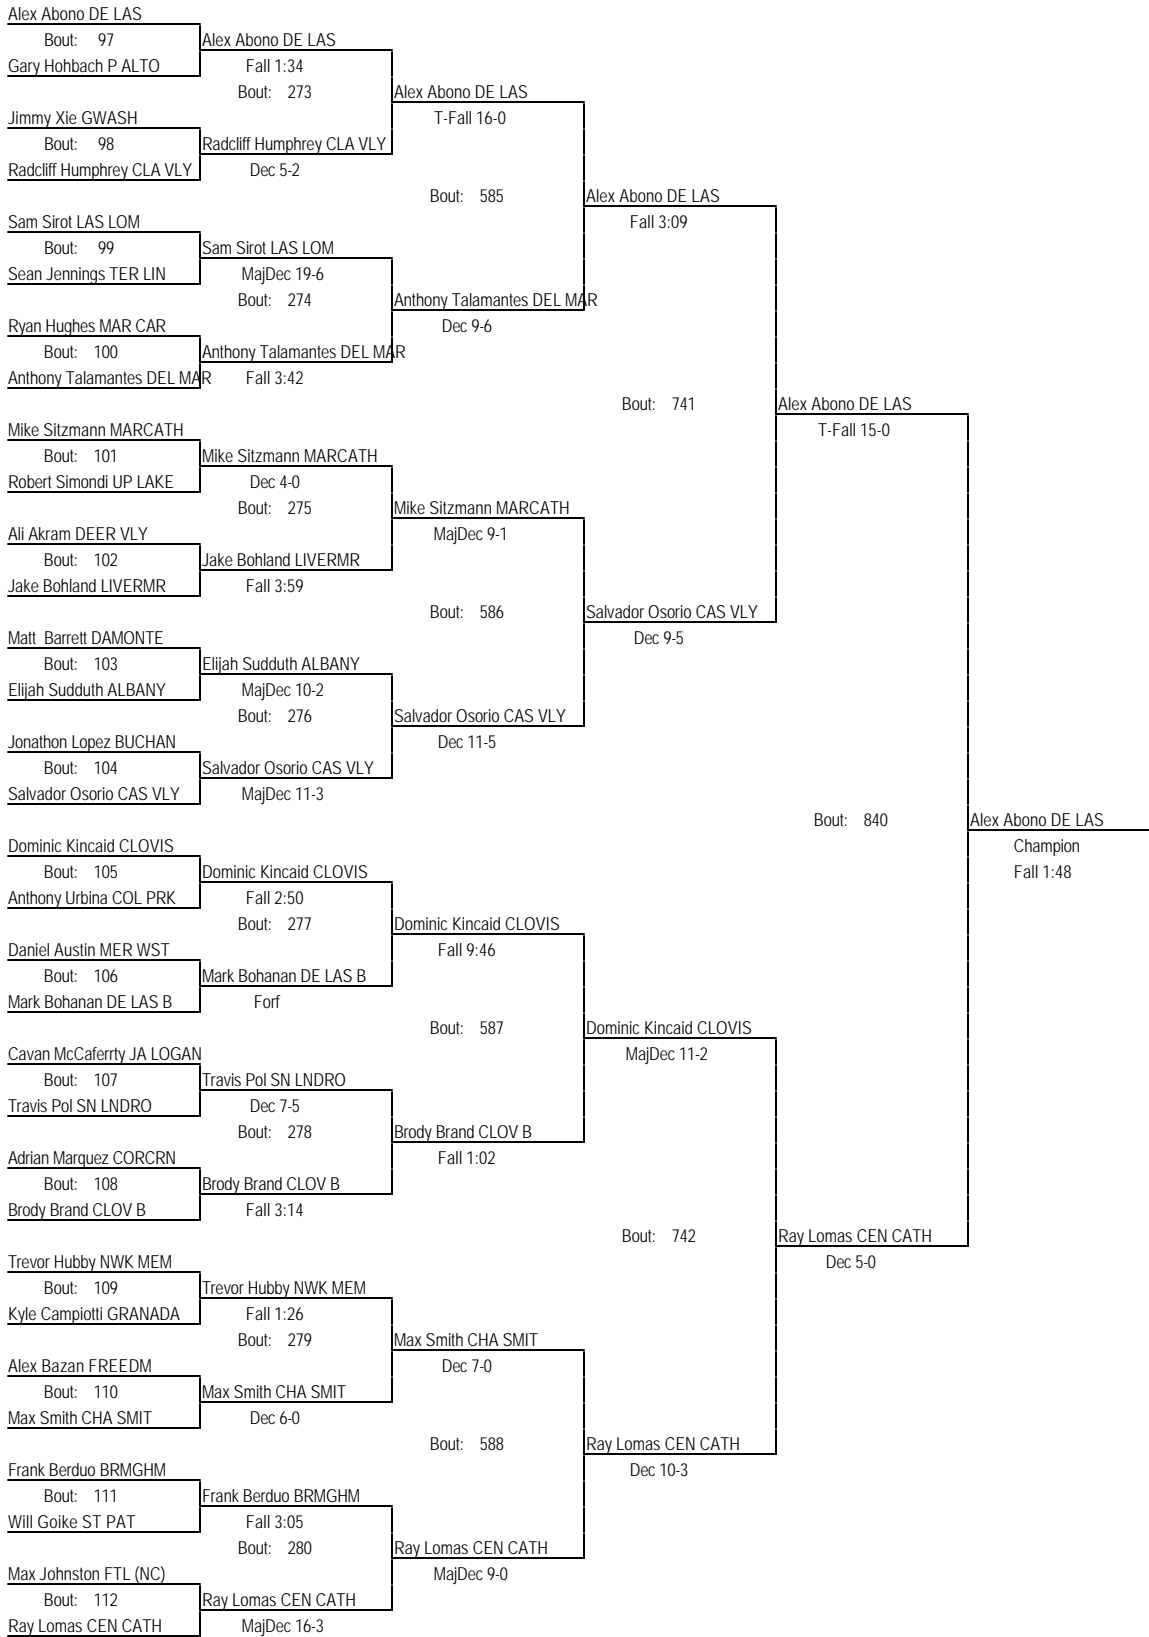 Alex Abono DE LAS
Bout: 97
Alex Abono DE LAS
Gary Hohbach P ALTO
Fall 1:34
Bout: 273
Alex Abono DE LAS
Jimmy Xie GWASH
T-Fall 16-0
Bout: 98
Radcliff Humphrey CLA VLY
Radcliff Humphrey CLA VLY
Dec 5-2
Bout: 585
Alex Abono DE LAS
Sam Sirot LAS LOM
Fall 3:09
Bout: 99
Sam Sirot LAS LOM
Sean Jennings TER LIN
MajDec 19-6
Bout: 274
Anthony Talamantes DEL MAR
Ryan Hughes MAR CAR
Dec 9-6
Bout: 100
Anthony Talamantes DEL MAR
Anthony Talamantes DEL MAR
Fall 3:42
Bout: 741
Alex Abono DE LAS
Mike Sitzmann MARCATH
T-Fall 15-0
Bout: 101
Mike Sitzmann MARCATH
Robert Simondi UP LAKE
Dec 4-0
Bout: 275
Mike Sitzmann MARCATH
Ali Akram DEER VLY
MajDec 9-1
Bout: 102
Jake Bohland LIVERMR
Jake Bohland LIVERMR
Fall 3:59
Bout: 586
Salvador Osorio CAS VLY
Matt Barrett DAMONTE
Dec 9-5
Bout: 103
Elijah Sudduth ALBANY
Elijah Sudduth ALBANY
MajDec 10-2
Bout: 276
Salvador Osorio CAS VLY
Jonathon Lopez BUCHAN
Dec 11-5
Bout: 104
Salvador Osorio CAS VLY
Salvador Osorio CAS VLY
MajDec 11-3
Bout: 840
Alex Abono DE LAS
Dominic Kincaid CLOVIS
Champion
Bout: 105
Dominic Kincaid CLOVIS
Fall 1:48
Anthony Urbina COL PRK
Fall 2:50
Bout: 277
Dominic Kincaid CLOVIS
Daniel Austin MER WST
Fall 9:46
Bout: 106
Mark Bohanan DE LAS B
Mark Bohanan DE LAS B
Forf
Bout: 587
Dominic Kincaid CLOVIS
Cavan McCaferrty JA LOGAN
MajDec 11-2
Bout: 107
Travis Pol SN LNDRO
Travis Pol SN LNDRO
Dec 7-5
Bout: 278
Brody Brand CLOV B
Adrian Marquez CORCRN
Fall 1:02
Bout: 108
Brody Brand CLOV B
Brody Brand CLOV B
Fall 3:14
Bout: 742
Ray Lomas CEN CATH
Trevor Hubby NWK MEM
Dec 5-0
Bout: 109
Trevor Hubby NWK MEM
Kyle Campiotti GRANADA
Fall 1:26
Bout: 279
Max Smith CHA SMIT
Alex Bazan FREEDM
Dec 7-0
Bout: 110
Max Smith CHA SMIT
Max Smith CHA SMIT
Dec 6-0
Bout: 588
Ray Lomas CEN CATH
Frank Berduo BRMGHM
Dec 10-3
Bout: 111
Frank Berduo BRMGHM
Will Goike ST PAT
Fall 3:05
Bout: 280
Ray Lomas CEN CATH
Max Johnston FTL (NC)
MajDec 9-0
Bout: 112
Ray Lomas CEN CATH
Ray Lomas CEN CATH
MajDec 16-3